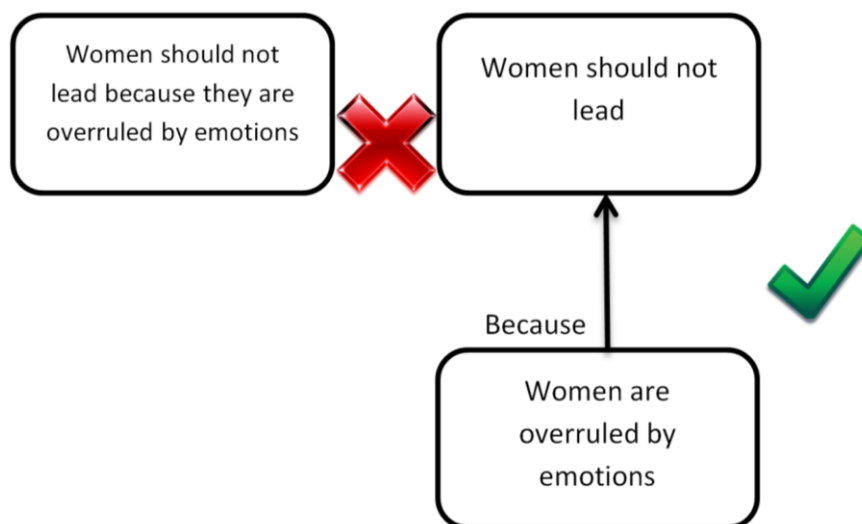 Women should not
lead because they are
overruled by emotions
Women should not
lead
Because
Women are
overruled by
emotions